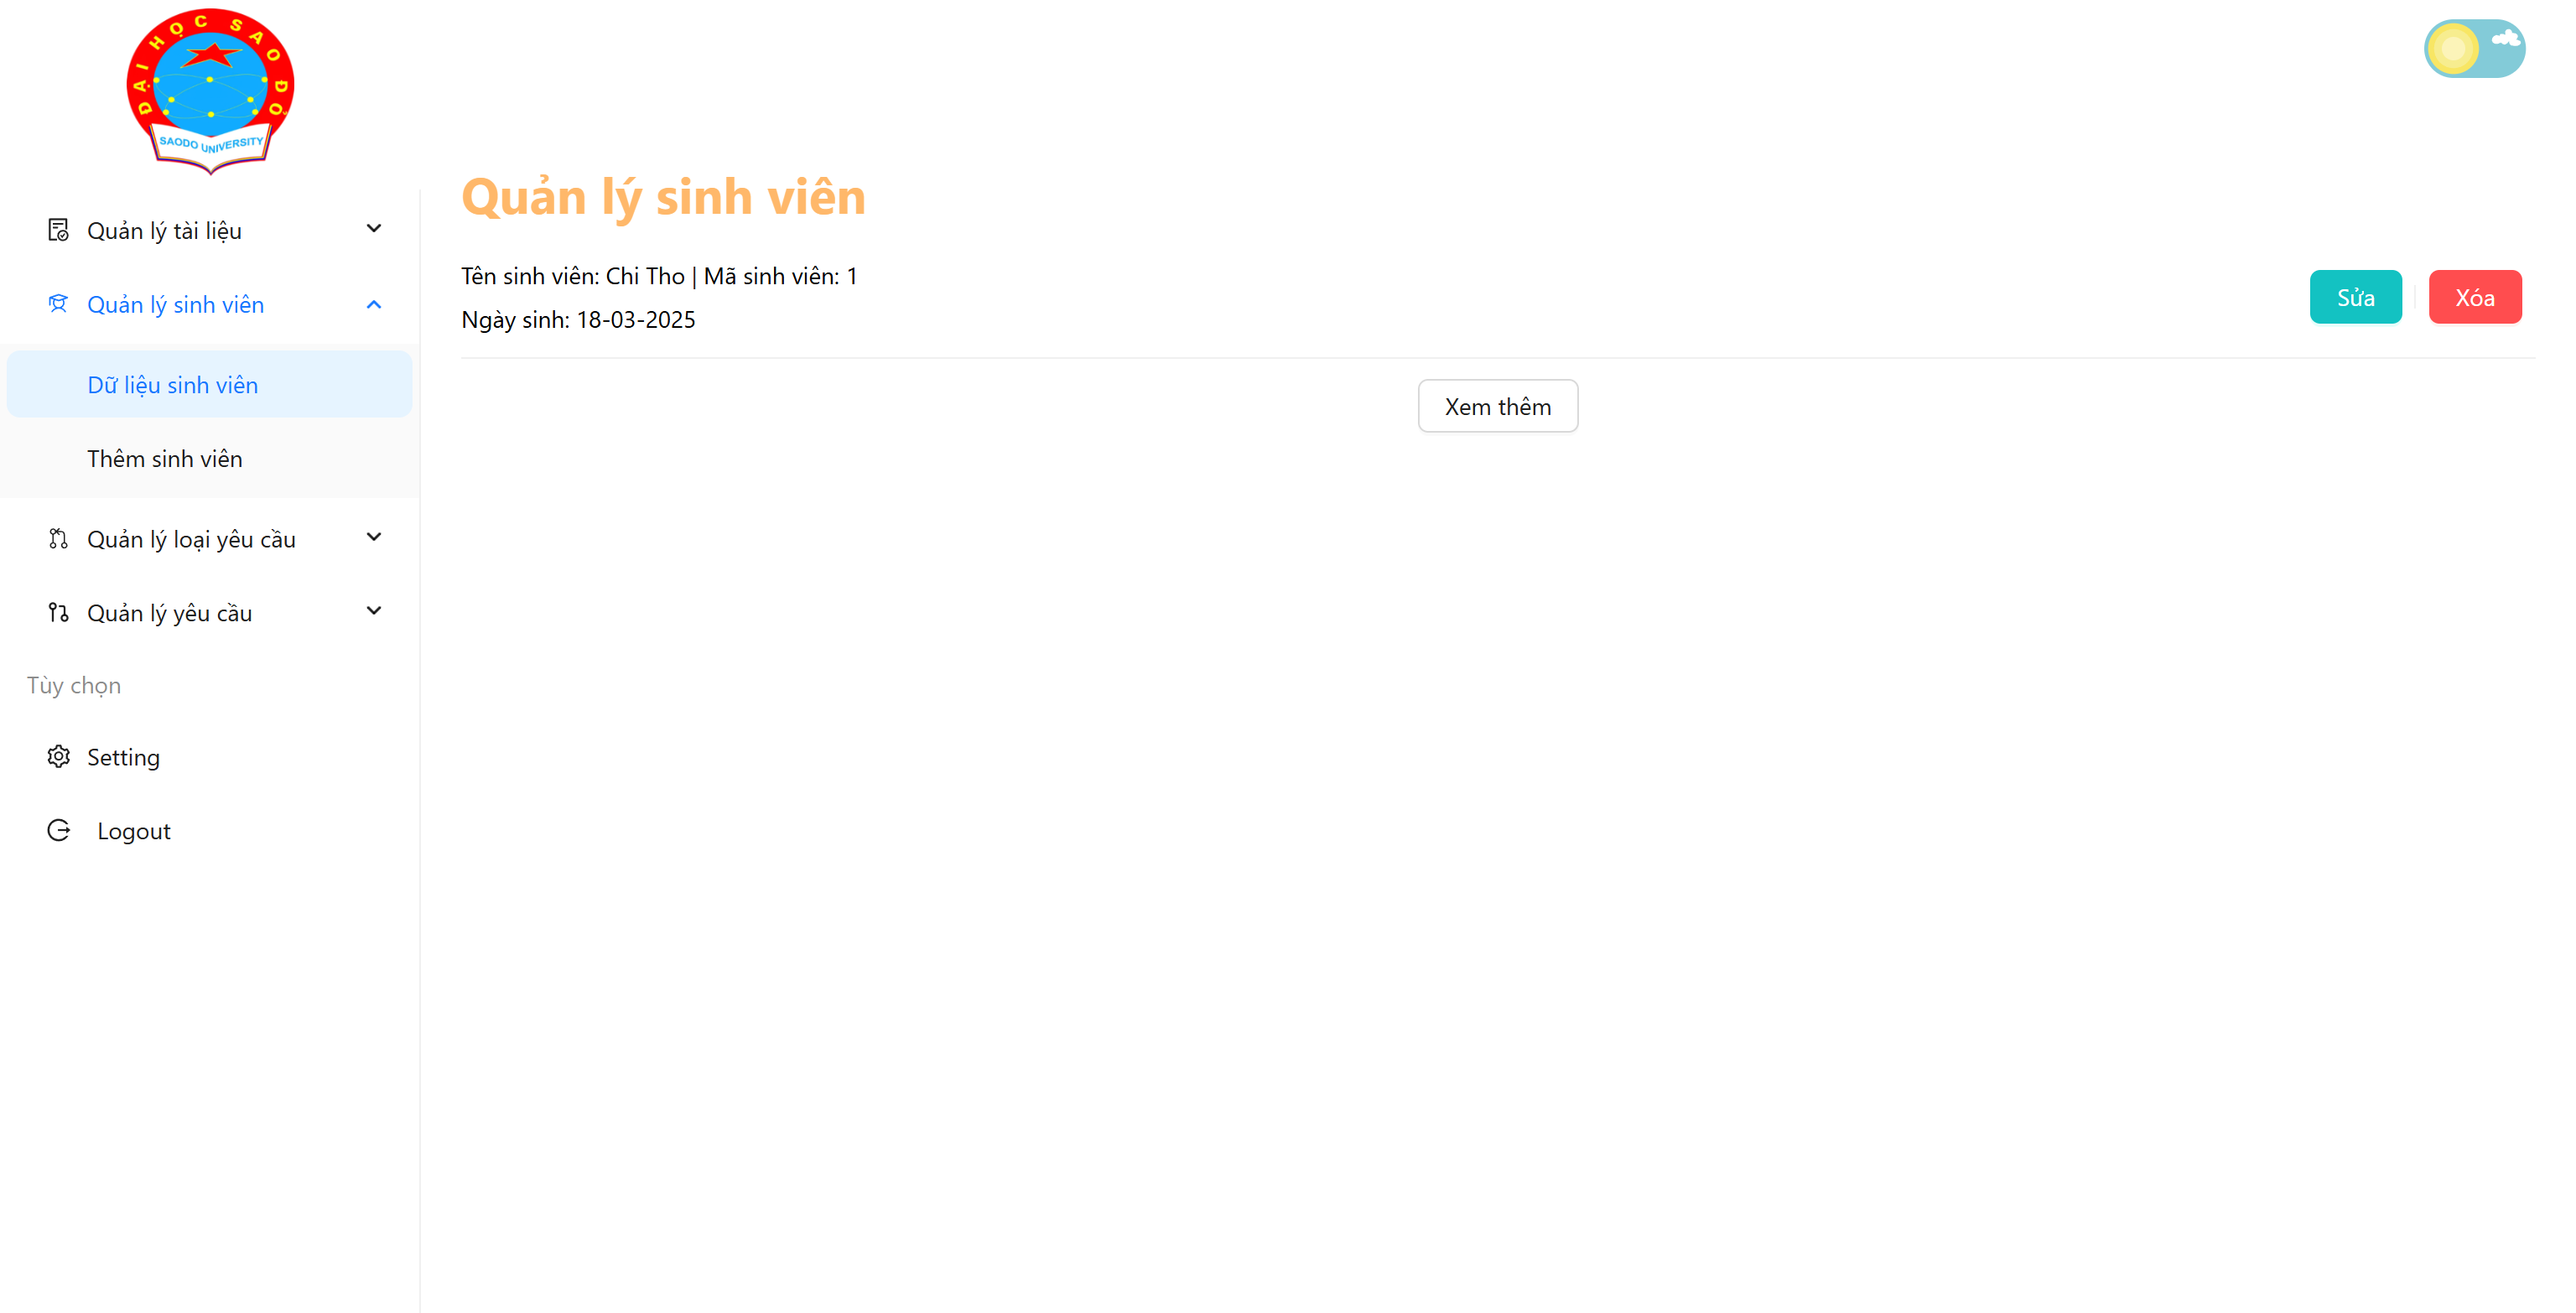 ĐẠI HỌC SAO ĐỎ
SAODO UNIVERSITY
Quản lý tài liệu
Quản lý sinh viên
Dữ liệu sinh viên
Thêm sinh viên
Quản lý loại yêu cầu
Quản lý yêu cầu
Tùy chọn
Setting
Logout
Quản lý sinh viên
Tên sinh viên: Chi Tho | Mã sinh viên: 1
Ngày sinh: 18-03-2025
Sửa
Xóa
Xem thêm